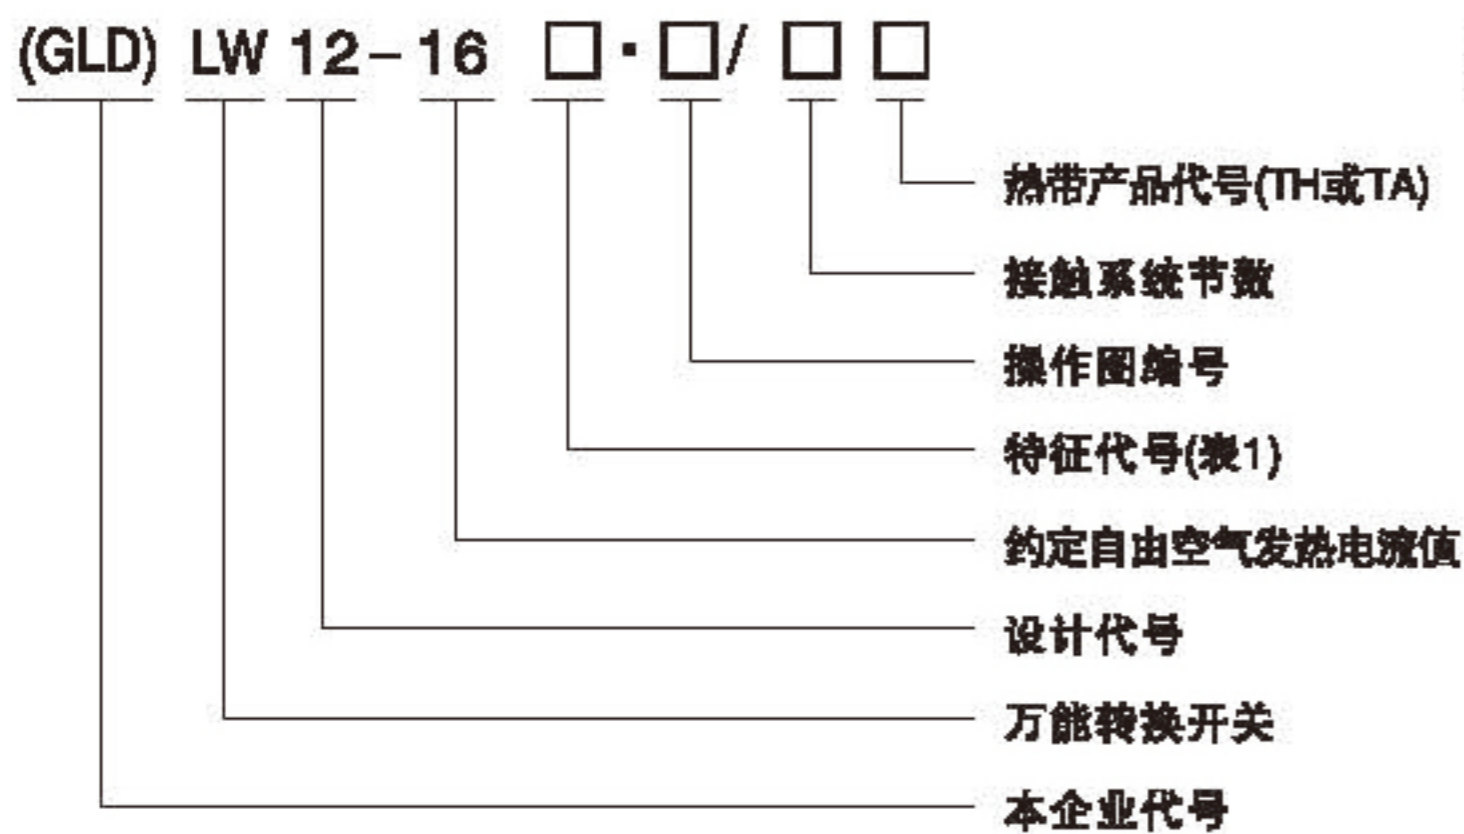 (GLD) LW 12-16 □·□/□□
热带产品代号(TH或TA)
接触系统节数
操作图编号
特征代号(表1)
约定自由空气发热电流值
设计代号
万能转换开关
本企业代号